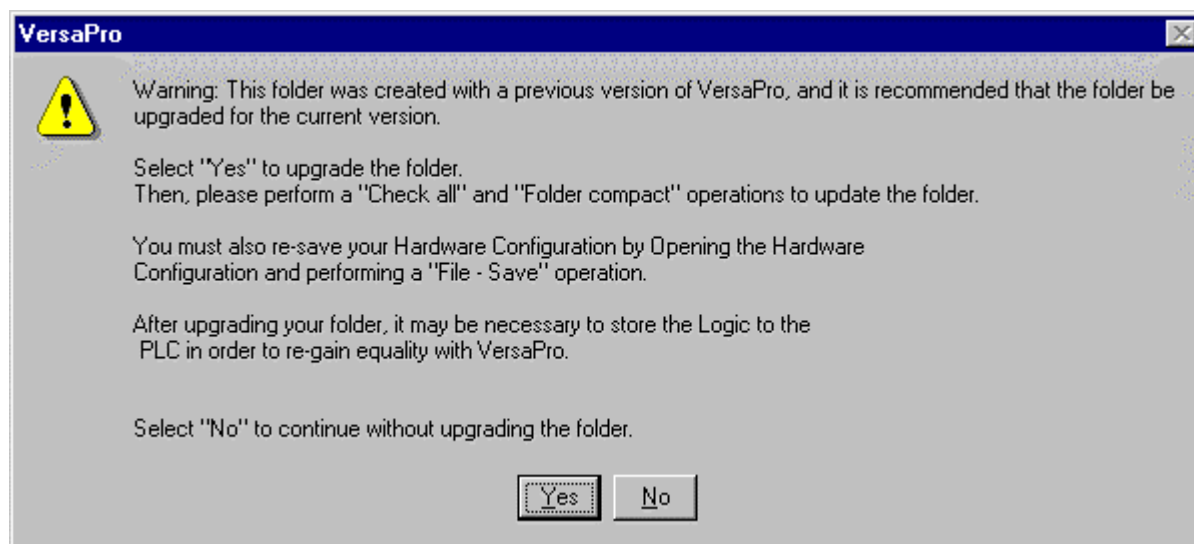 VersaPro
Warning: This folder was created with a previous version of VersaPro, and it is recommended that the folder be
upgraded for the current version.
Select "Yes" to upgrade the folder.
Then, please perform a "Check all" and "Folder compact" operations to update the folder.
You must also re-save your Hardware Configuration by Opening the Hardware
Configuration and performing a "File - Save" operation.
After upgrading your folder, it may be necessary to store the Logic to the
PLC in order to re-gain equality with VersaPro.
Select "No" to continue without upgrading the folder.
Yes No